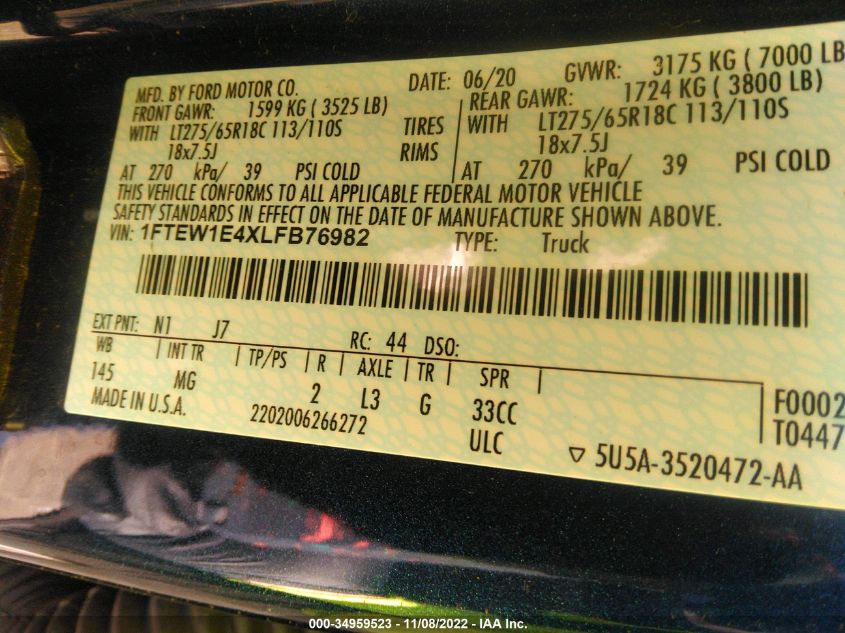 MFD. BY FORD MOTOR CO.
DATE: 06/20 GVWR: 3175 KG ( 7000 LB
FRONT GAWR: 1599 KG ( 3525 LB)
REAR GAWR: 1724 KG ( 3800 LB)
WITH LT275/65R18C 113/110S TIRES WITH LT275/65R18C 113/110S
18x7.5J RIMS 18x7.5J
AT 270 kPa/ 39 PSI COLD AT 270 kPa/ 39 PSI COLD
THIS VEHICLE CONFORMS TO ALL APPLICABLE FEDERAL MOTOR VEHICLE
SAFETY STANDARDS IN EFFECT ON THE DATE OF MANUFACTURE SHOWN ABOVE.
VIN: 1FTEW1E4XLFB76982 TYPE: Truck
EXT PNT: N1 J7 RC: 44 DSO:
WB INT TR TP/PS R AXLE TR SPR
145 MG 2 L3 G 33CC F0002
MADE IN U.S.A. 2202006266272 ULC ▽ 5U5A-3520472-AA T0447
000-34959523 - 11/08/2022 - IAA Inc.